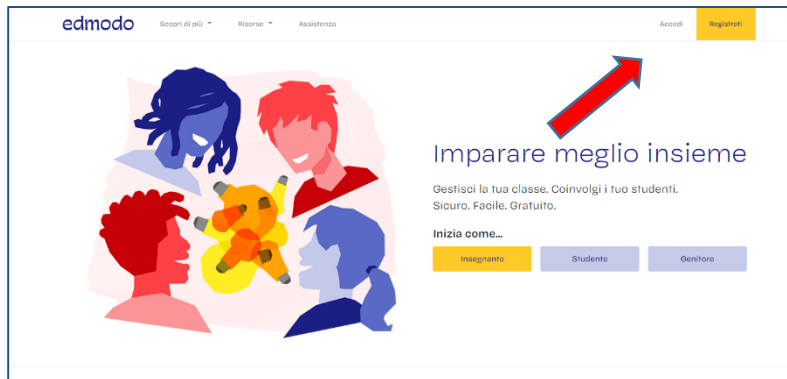 edmodo Scopri di più Risorse Assistenza Accedi Registrati
Imparare meglio insieme
Gestisci la tua classe. Coinvolgi i tuo studenti.
Sicuro. Facile. Gratuito.
Inizia come...
Insegnante Studente Genitore